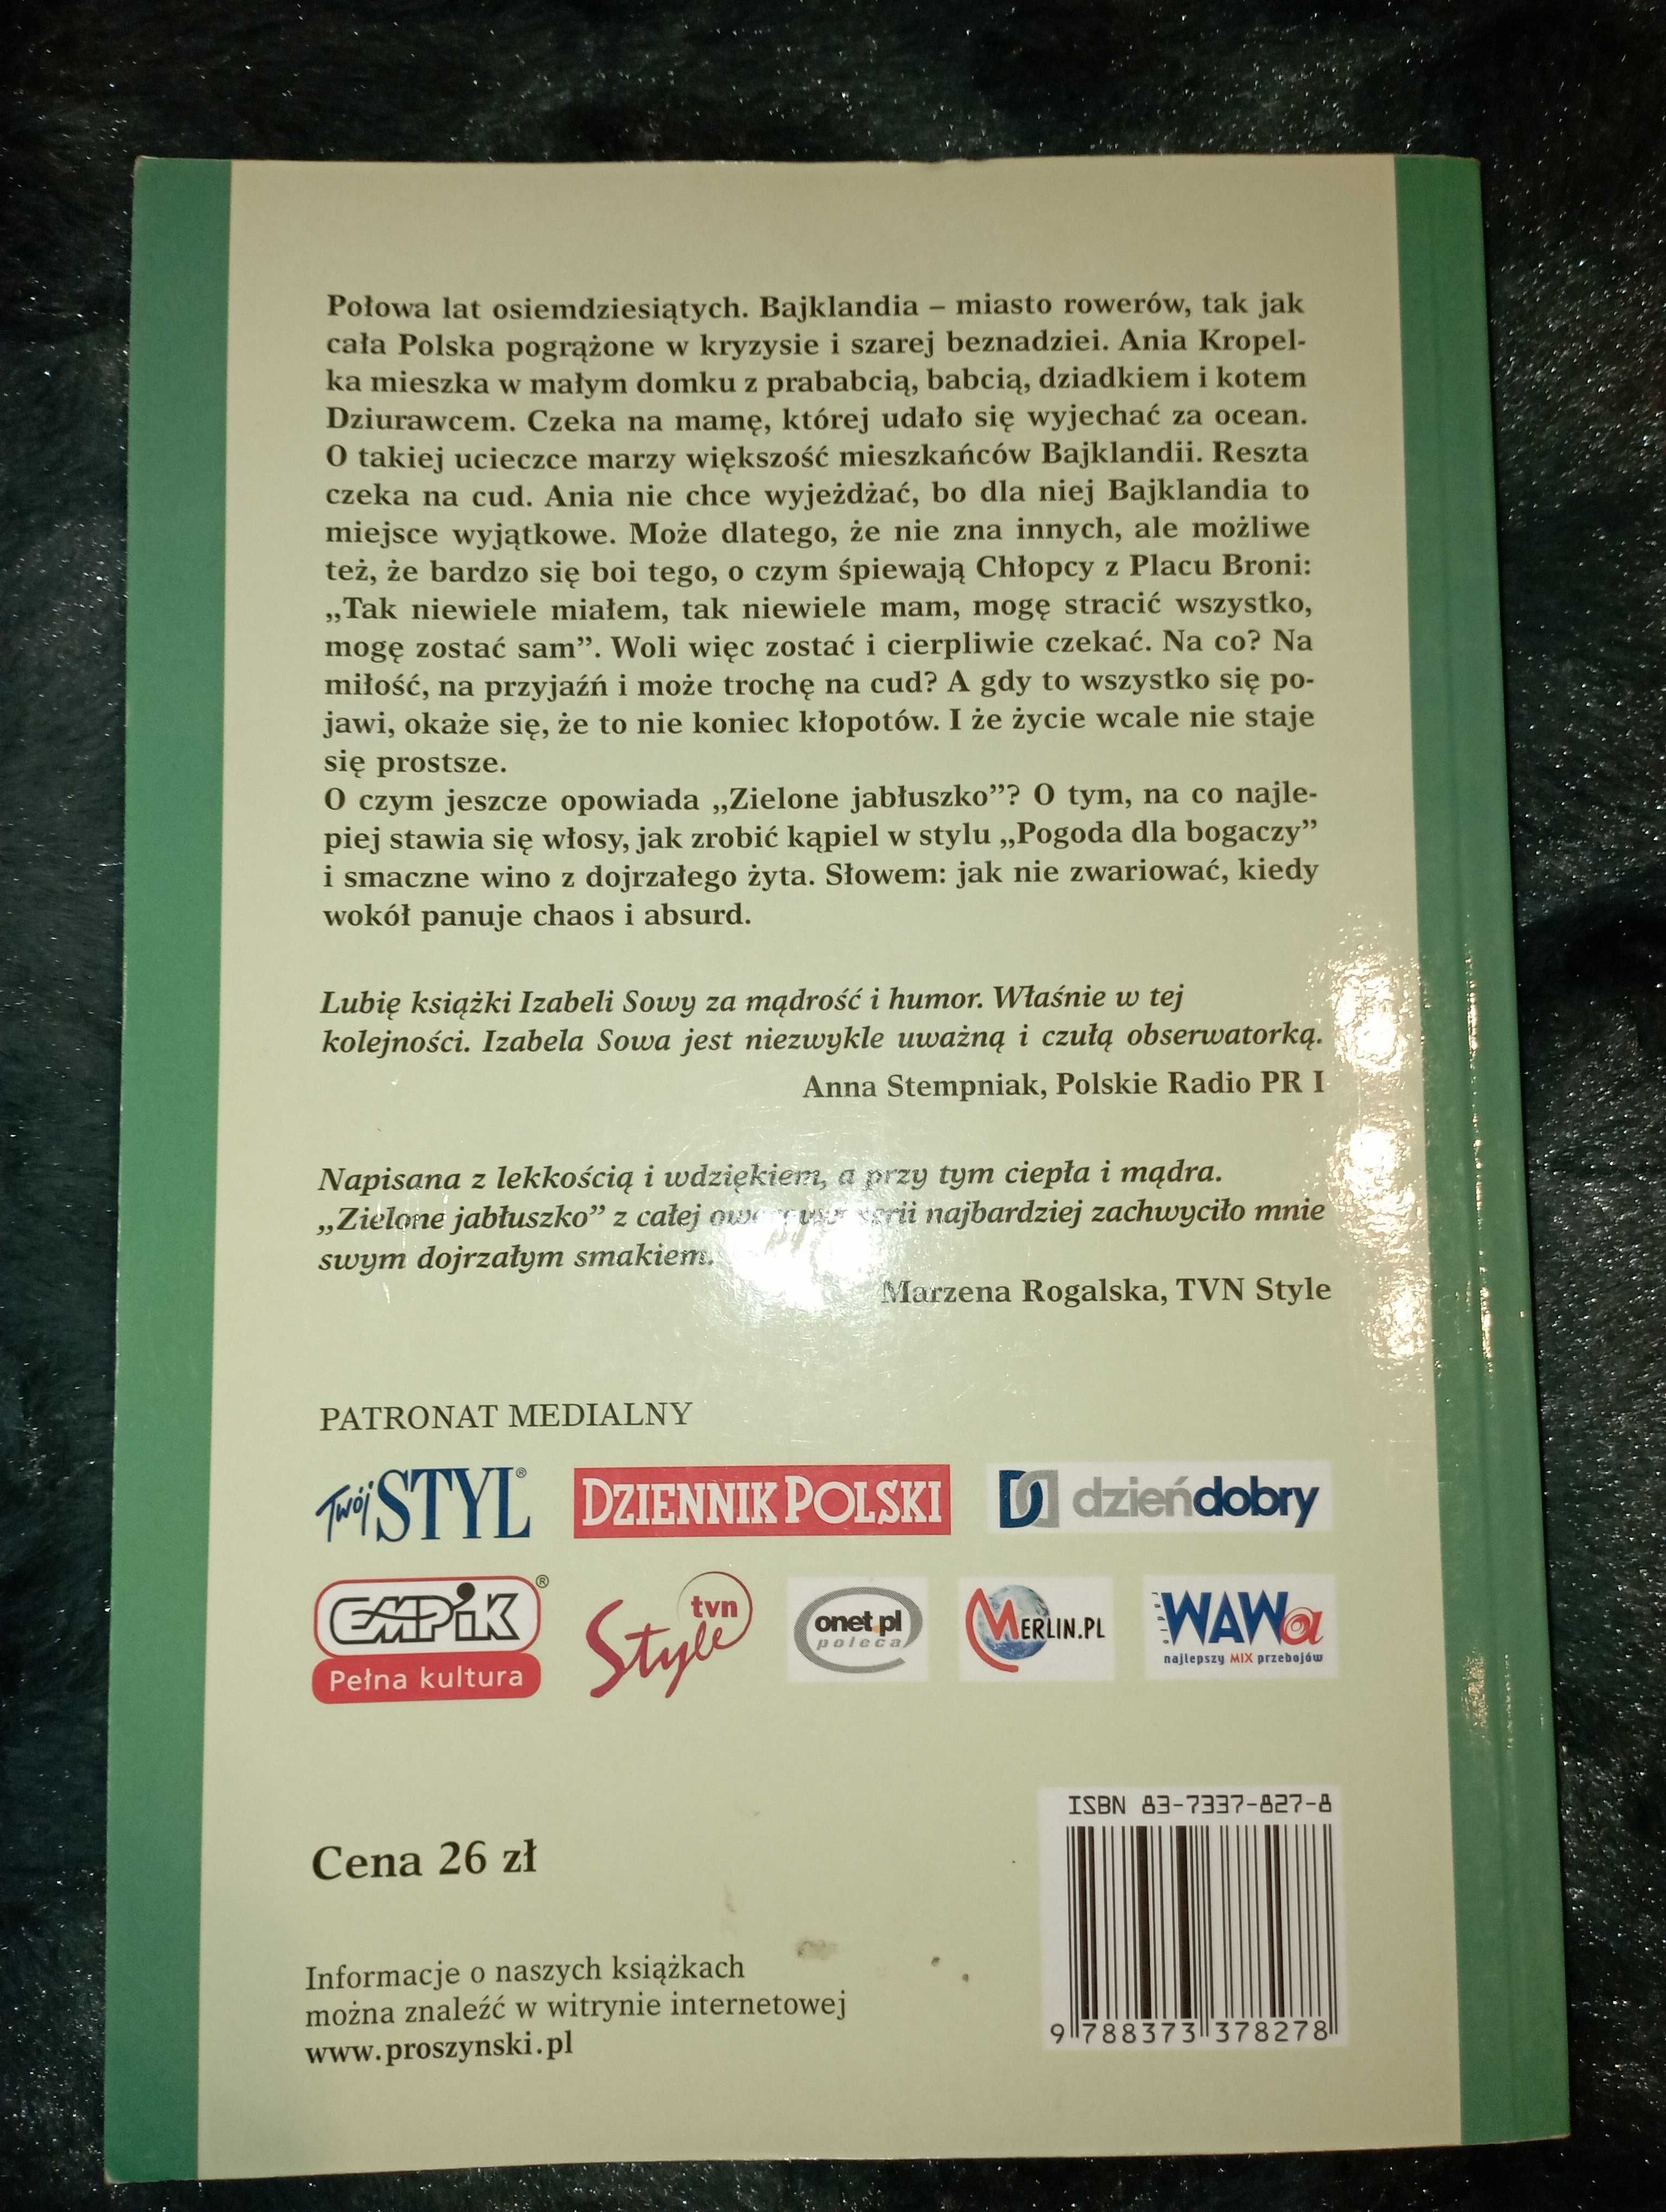 Połowa lat osiemdziesiątych. Bajklandia – miasto rowerów, tak jak
cała Polska pogrążone w kryzysie i szarej beznadziei. Ania Kropel-
ka mieszka w małym domku z prababcią, babcią, dziadkiem i kotem
Dziurawcem. Czeka na mamę, której udało się wyjechać za ocean.
O takiej ucieczce marzy większość mieszkańców Bajklandii. Reszta
czeka na cud. Ania nie chce wyjeżdżać, bo dla niej Bajklandia to
miejsce wyjątkowe. Może dlatego, że nie zna innych, ale możliwe
też, że bardzo się boi tego, o czym śpiewają Chłopcy z Placu Broni:
„Tak niewiele miałem, tak niewiele mam, mogę stracić wszystko,
mogę zostać sam”. Woli więc zostać i cierpliwie czekać. Na co? Na
miłość, na przyjaźń i może trochę na cud? A gdy to wszystko się po-
jawi, okaże się, że to nie koniec kłopotów. I że życie wcale nie staje
się prostsze.
O czym jeszcze opowiada „Zielone jabłuszko”? O tym, na co najle-
piej stawia się włosy, jak zrobić kąpiel w stylu „Pogoda dla bogaczy”
i smaczne wino z dojrzałego żyta. Słowem: jak nie zwariować, kiedy
wokół panuje chaos i absurd.
Lubię książki Izabeli Sowy za mądrość i humor. Właśnie w tej
kolejności. Izabela Sowa jest niezwykle uważną i czułą obserwatorką.
Anna Stempniak, Polskie Radio PR I
Napisana z lekkością i wdziękiem, a przy tym ciepła i mądra.
„Zielone jabłuszko” z całej serii najbardziej zachwyciło mnie
swym dojrzałym smakiem.
Marzena Rogalska, TVN Style
PATRONAT MEDIALNY
Twój STYL®
DZIENNIK POLSKI
dzieńdobry
EMPiK®
Pełna kultura
tvn
Style
onet.pl
poleca
MERLIN.PL
WAWa
najlepszy MIX przebojów
ISBN 83-7337-827-8
Cena 26 zł
Informacje o naszych książkach
można znaleźć w witrynie internetowej
www.proszynski.pl
9 788373 378278